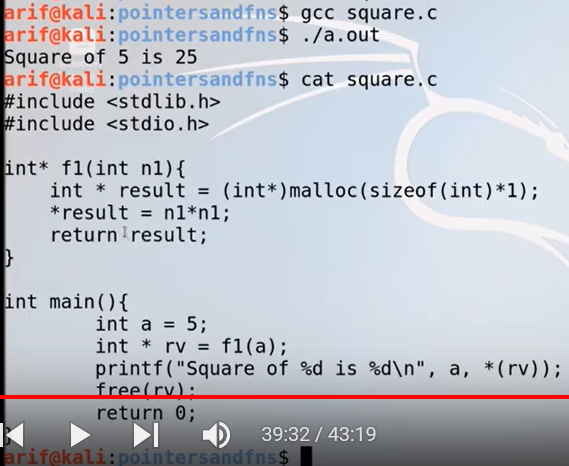 arif@kali:pointersandfns$ gcc square.c
arif@kali:pointersandfns$ ./a.out
Square of 5 is 25
arif@kali:pointersandfns$ cat square.c
#include <stdlib.h>
#include <stdio.h>
int* f1(int n1){
    int * result = (int*)malloc(sizeof(int)*1);
    *result = n1*n1;
    return result;
}
int main(){
        int a = 5;
        int * rv = f1(a);
        printf("Square of %d is %d\n", a, *(rv));
        free(rv);
        return 0;
39:32 / 43:19
arif@kali:pointersandfns$